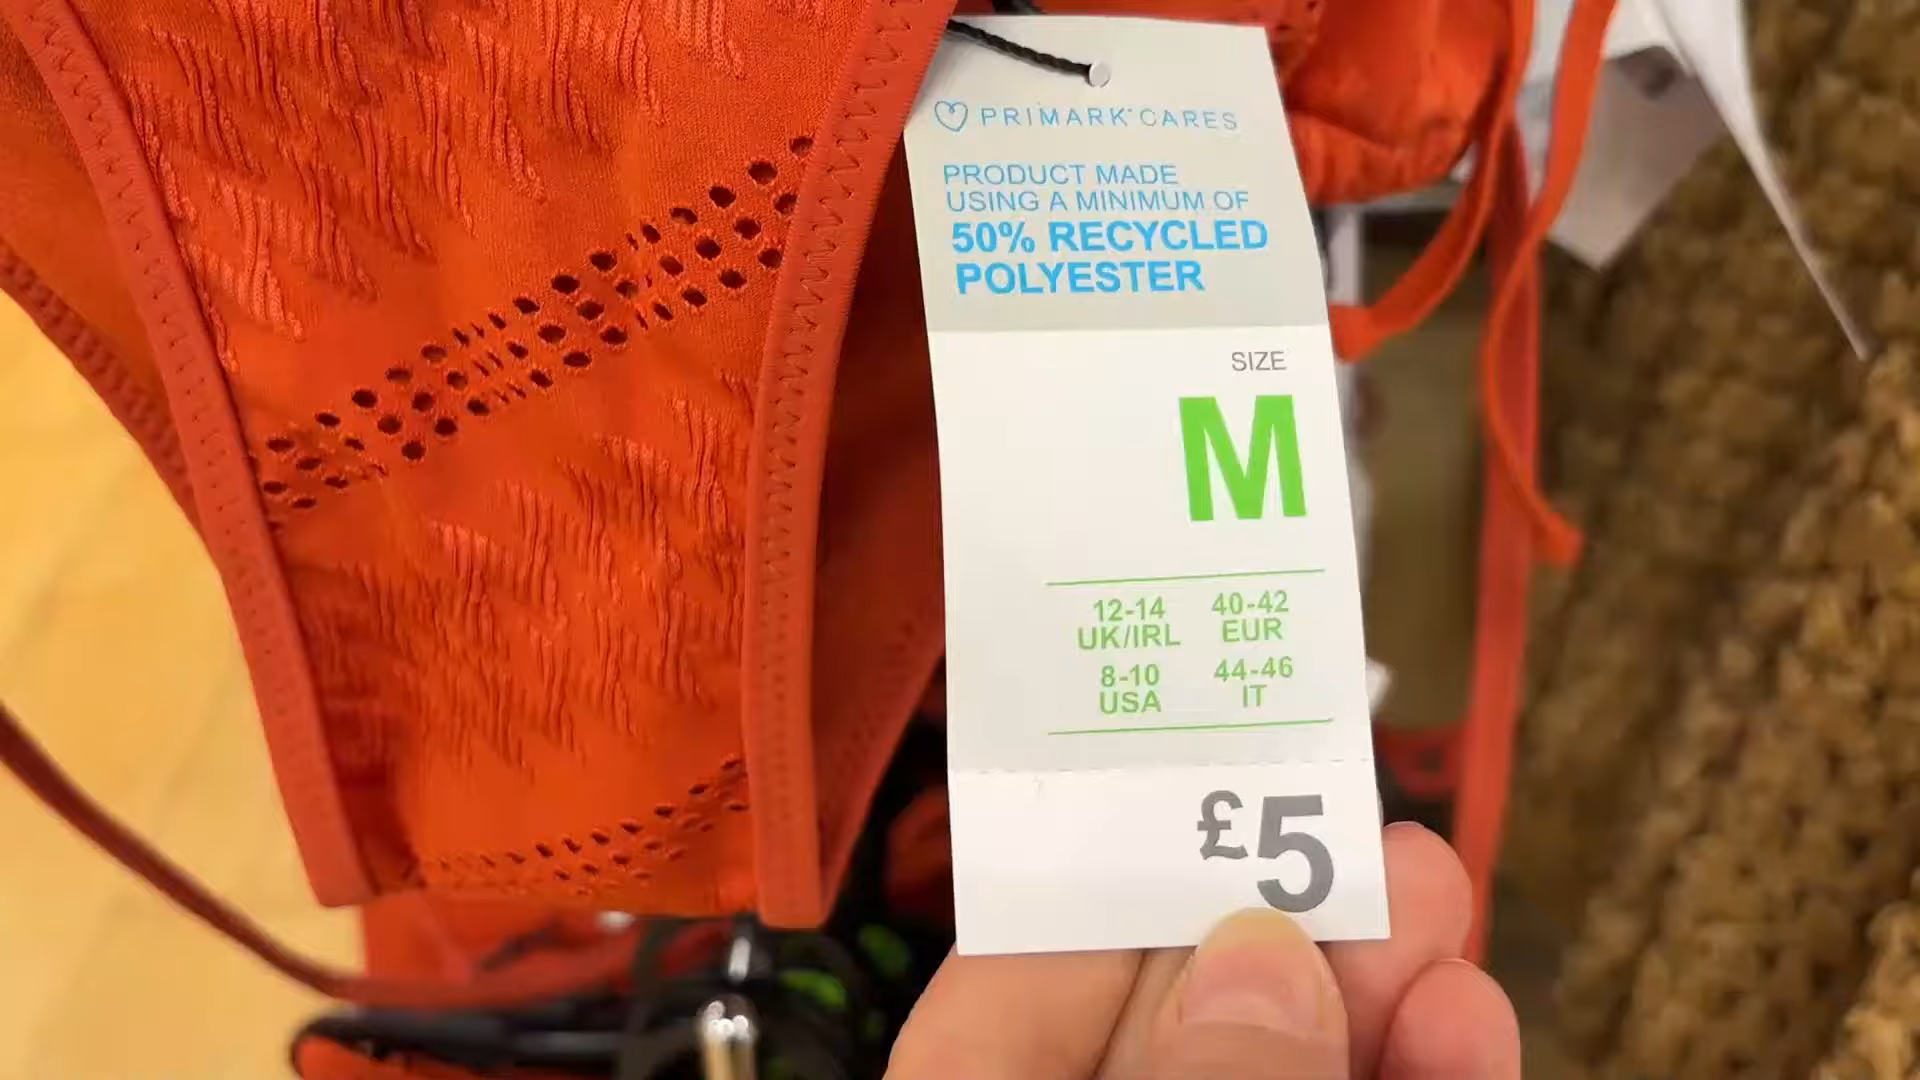 PRIMARK CARES
PRODUCT MADE
USING A MINIMUM OF
50% RECYCLED
POLYESTER
SIZE
M
12-14 40-42
UK/IRL EUR
8-10 44-46
USA IT
£5